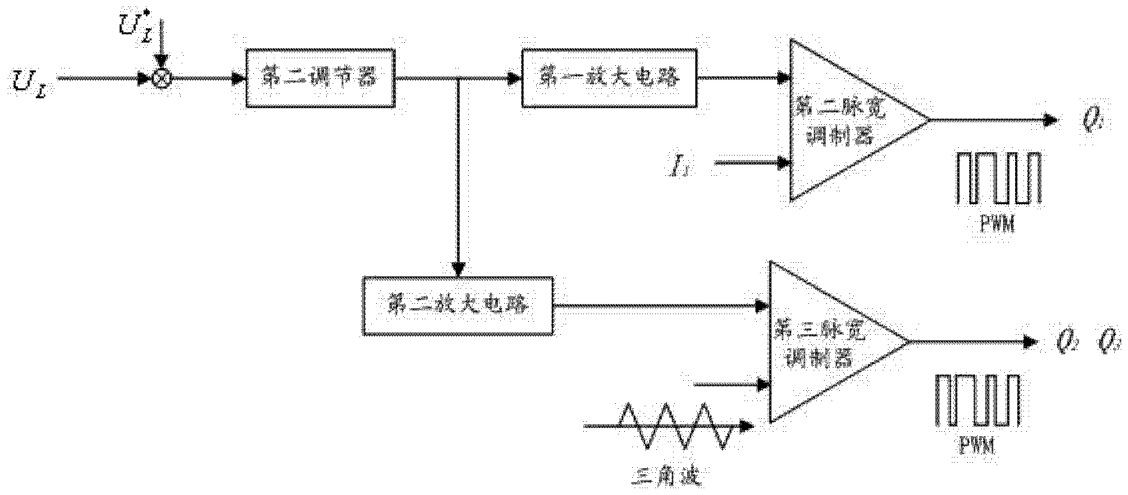 U*L
UL
第二调节器
第一放大电路
第二脉宽
调制器
Q1
I1
PWM
第二放大电路
第三脉宽
调制器
Q2 Q3
PWM
三角波